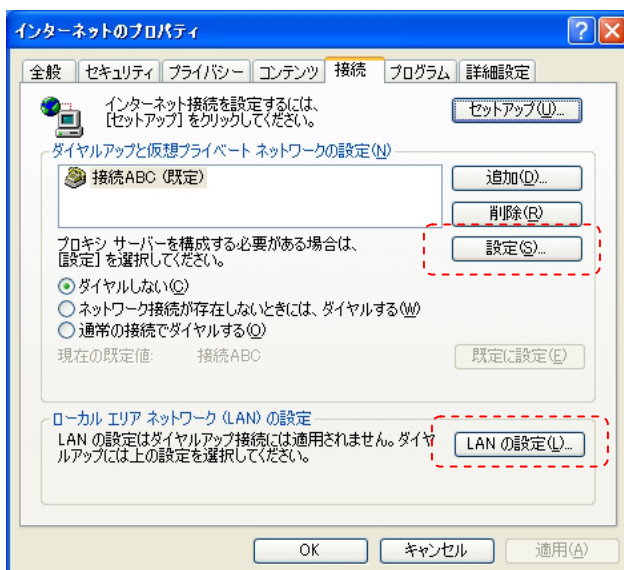 インターネットのプロパティ
全般 セキュリティ プライバシー コンテンツ 接続 プログラム 詳細設定
インターネット接続を設定するには、
[セットアップ] をクリックしてください。
セットアップ(U)...
ダイヤルアップと仮想プライベート ネットワークの設定(N)
接続ABC (既定)
追加(D)...
削除(R)
プロキシ サーバーを構成する必要がある場合は、
[設定] を選択してください。
設定(S)...
ダイヤルしない(C)
ネットワーク接続が存在しないときには、ダイヤルする(W)
通常の接続でダイヤルする(O)
現在の既定値: 接続ABC
既定に設定(E)
ローカル エリア ネットワーク (LAN) の設定
LAN の設定はダイヤルアップ接続には適用されません。ダイヤ
ルアップには上の設定を選択してください。
LAN の設定(L)...
OK キャンセル 適用(A)